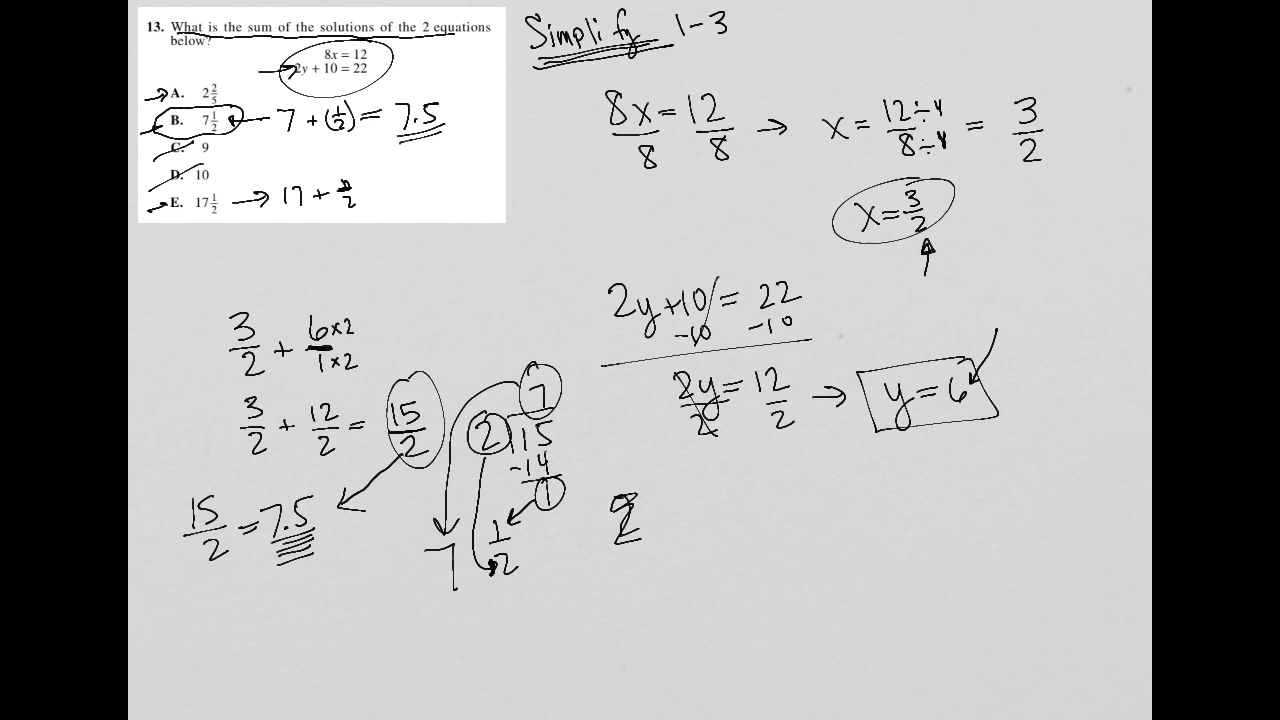 13. What is the sum of the solutions of the 2 equations
below?
8x = 12
2y + 10 = 22
A. 2 2/5
B. 7 1/2
7 + (1/2) = 7.5
C. 9
D. 10
E. 17 1/2
17 + 1/2
Simplify 1-3
8x = 12
8 8
x = 12÷4 / 8÷4 = 3/2
x = 3/2
2y + 10 = 22
-10 -10
2y = 12
2 2
y = 6
3/2 + 6×2 / 1×2
3/2 + 12/2 = 15/2
15/2 = 7.5
7
2 15
-14
1
7 1/2
2